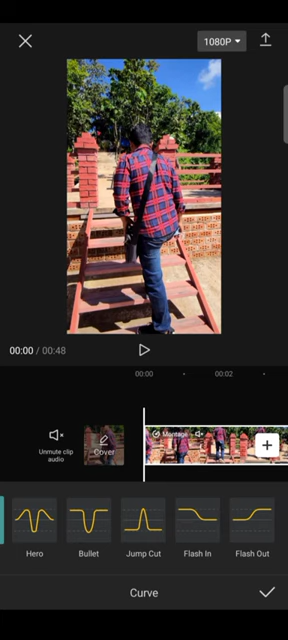 1080P
00:00 / 00:48
00:00
00:02
Unmute clip
audio
Cover
Montage
Hero
Bullet
Jump Cut
Flash In
Flash Out
Curve